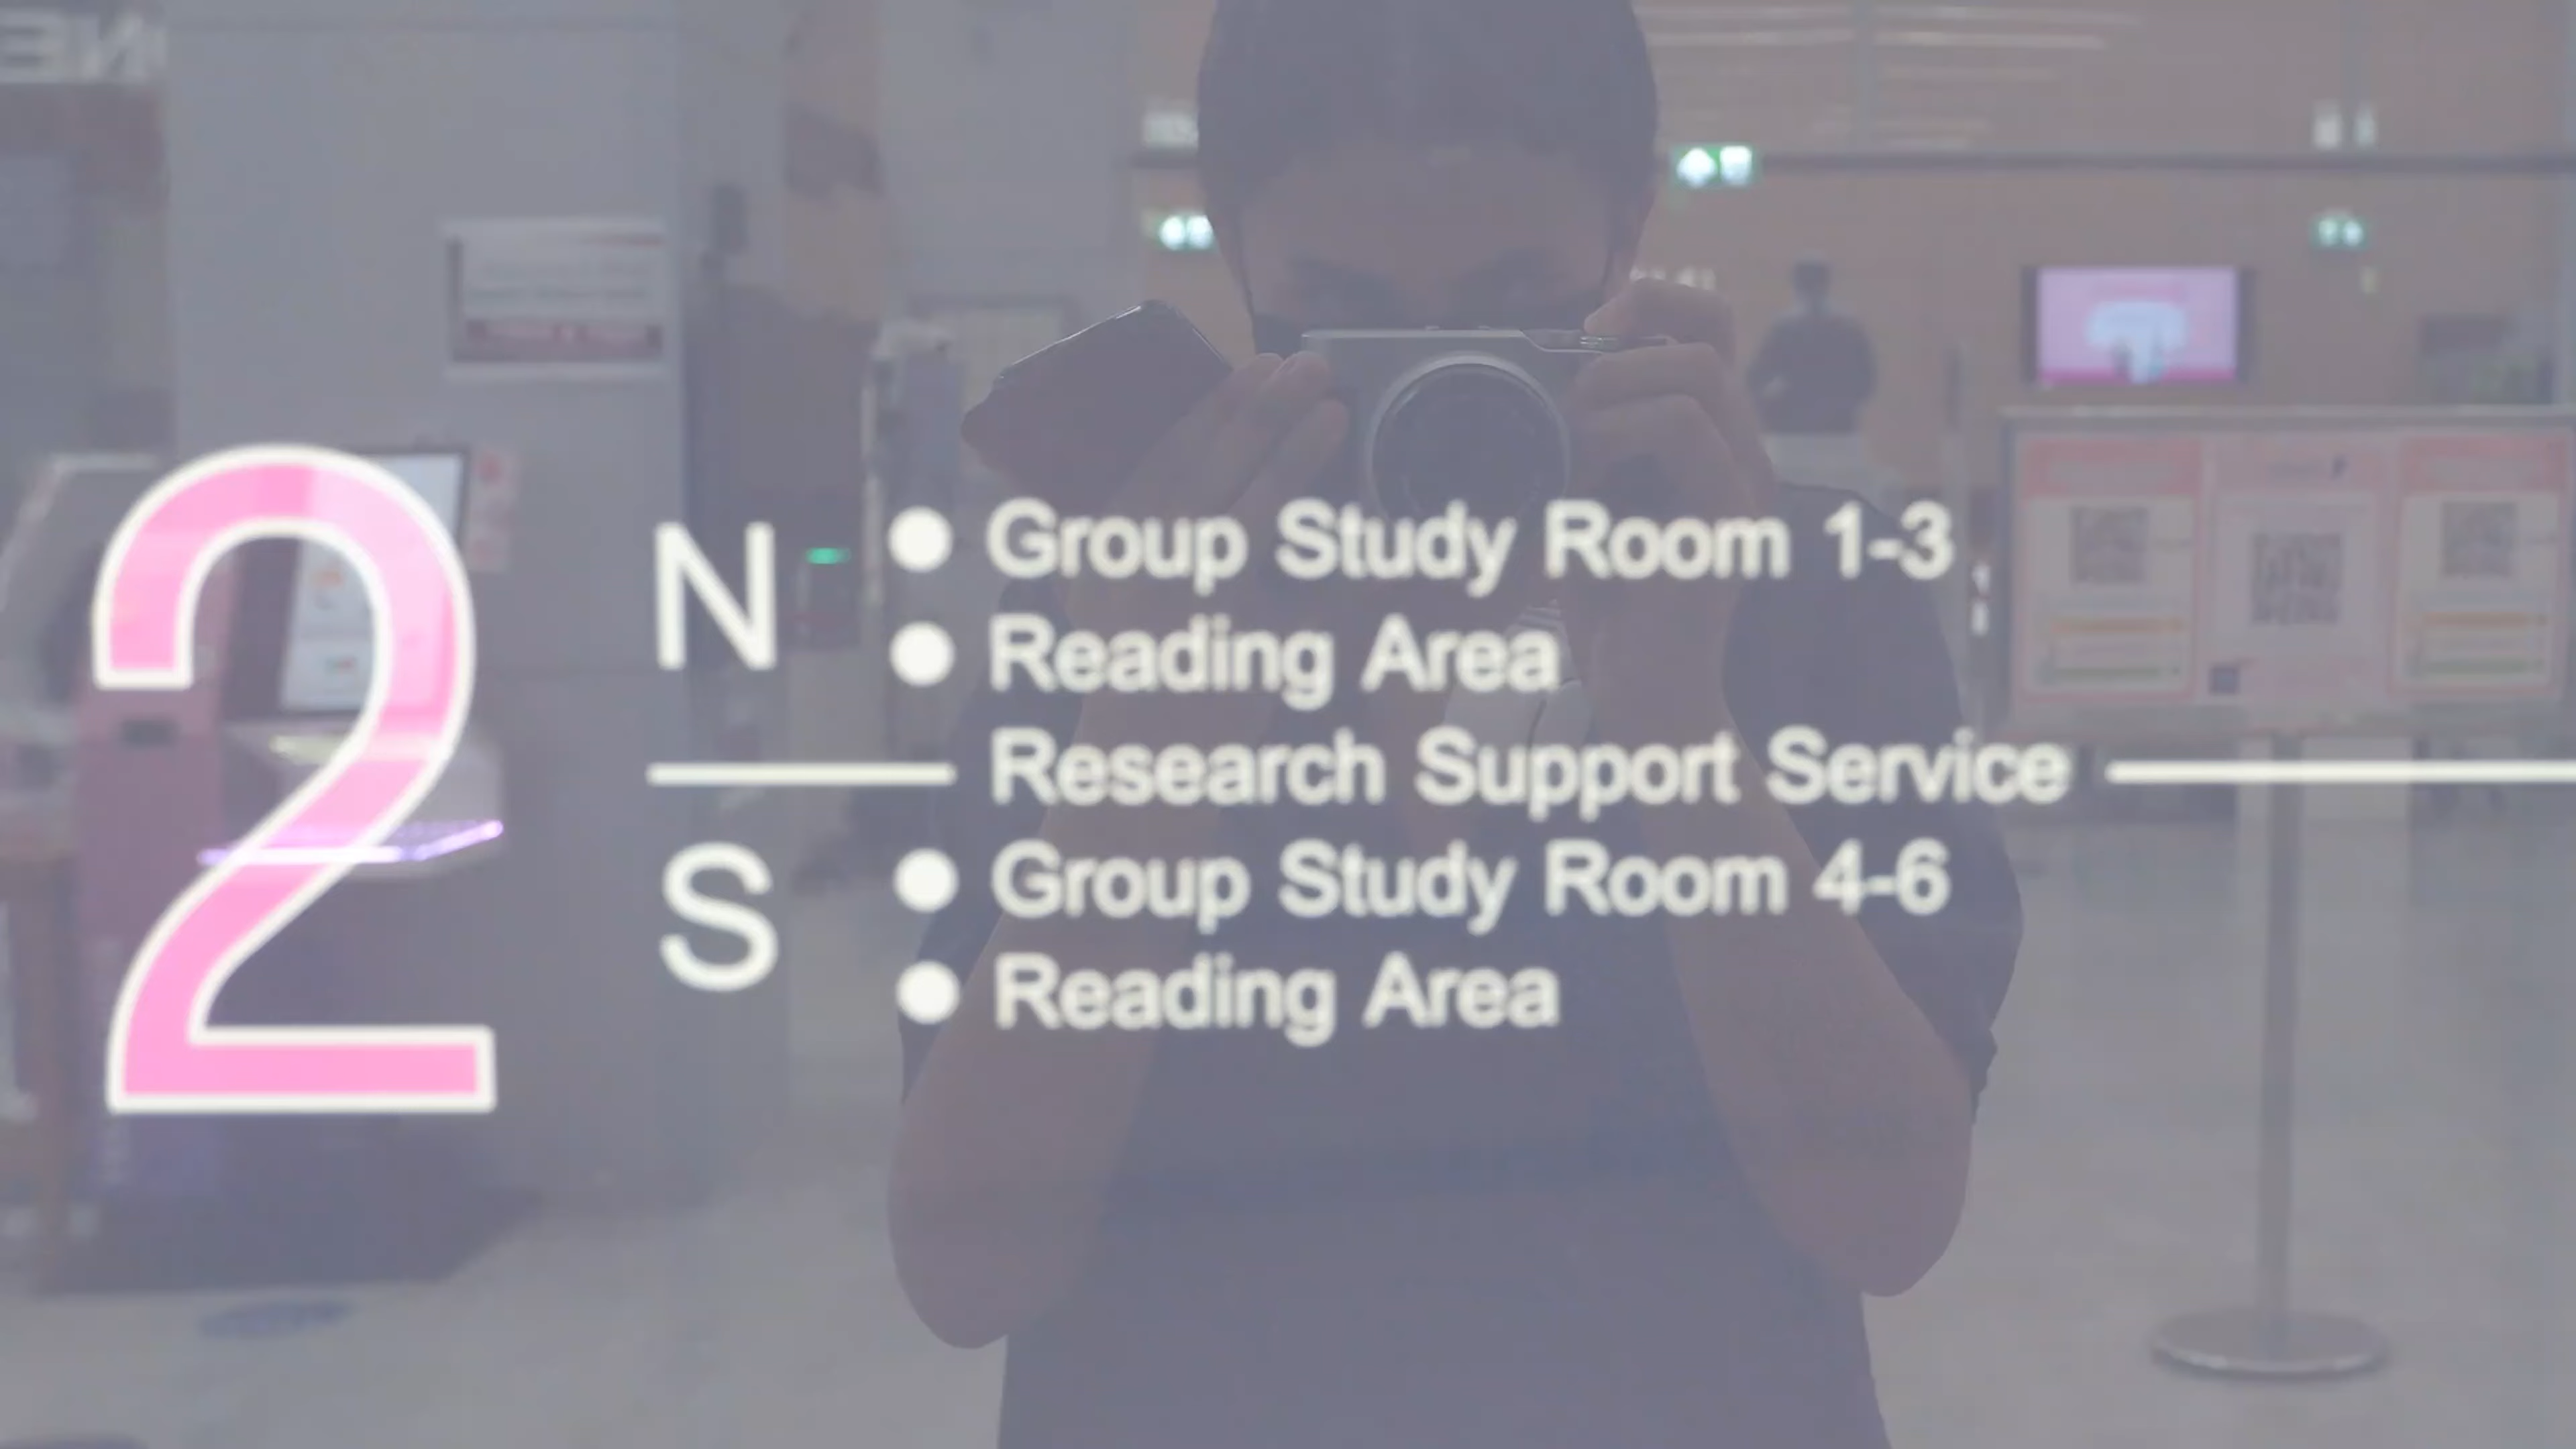 2
N
• Group Study Room 1-3
• Reading Area
Research Support Service
S
• Group Study Room 4-6
• Reading Area